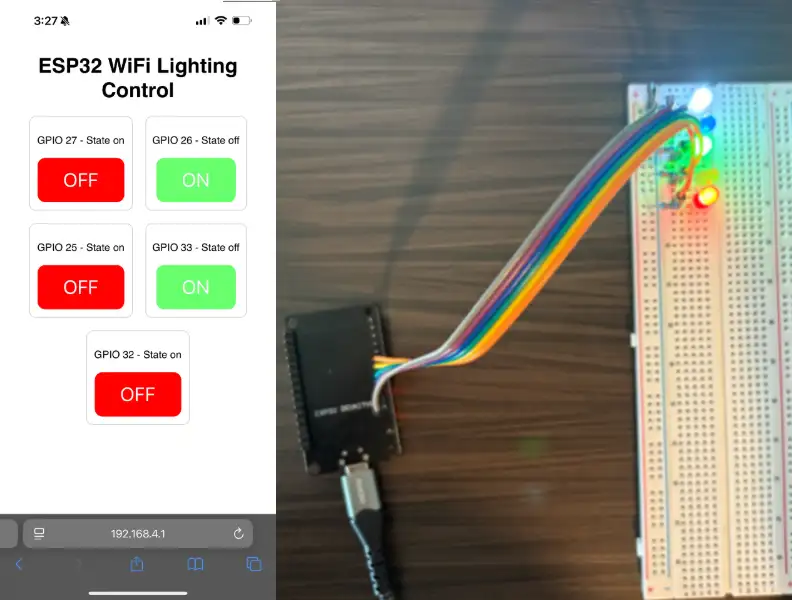 3:27
ESP32 WiFi Lighting
Control
GPIO 27 - State on
GPIO 26 - State off
OFF
ON
GPIO 25 - State on
GPIO 33 - State off
OFF
ON
GPIO 32 - State on
OFF
192.168.4.1
ESP32